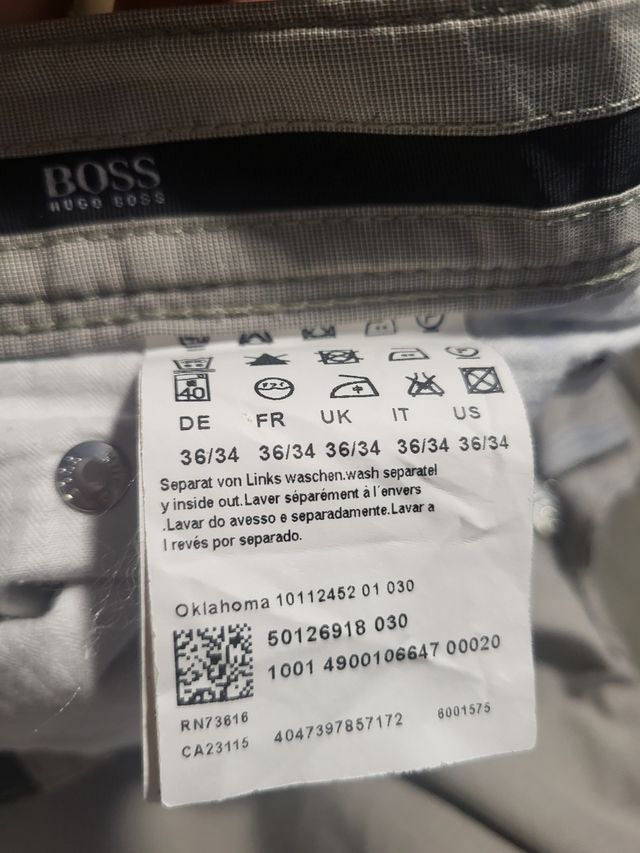 BOSS
HUGO BOSS
40
DE FR UK IT US
36/34 36/34 36/34 36/34 36/34
Separat von Links waschen.wash separatel
y inside out.Laver séparément à l'envers
.Lavar do avesso e separadamente.Lavar a
l revés por separado.
Oklahoma 10112452 01 030
50126918 030
1001 4900106647 00020
RN73616
CA23115 4047397857172 6001575